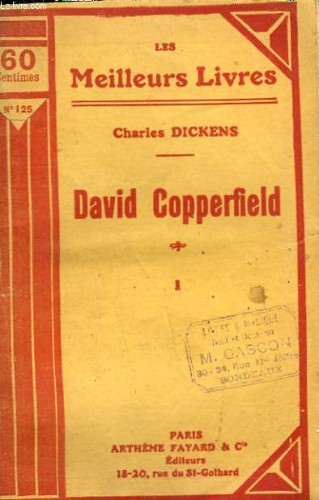 60
Centimes
N° 125
LES
Meilleurs Livres
Charles DICKENS
David Copperfield
I
M. GASCON
BORDEAUX
PARIS
ARTHÈME FAYARD & Cie
Éditeurs
18-20, rue du St-Gothard